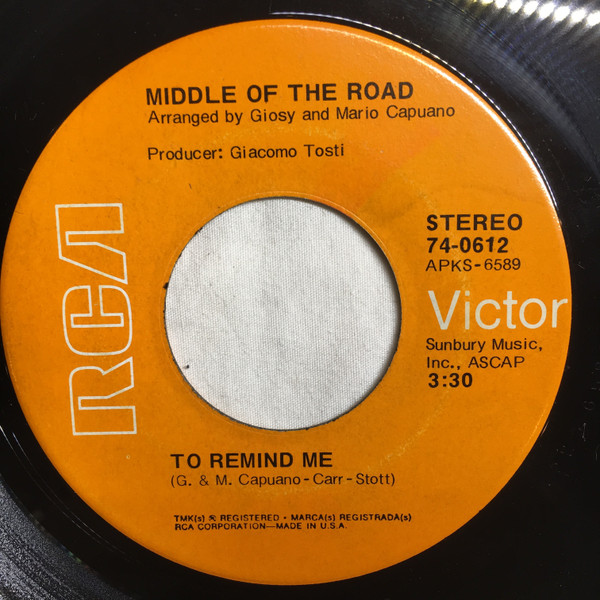 MIDDLE OF THE ROAD
Arranged by Giosy and Mario Capuano
Producer: Giacomo Tosti
RCA
STEREO
74-0612
APKS-6589
Victor
Sunbury Music,
Inc., ASCAP
3:30
TO REMIND ME
(G. & M. Capuano-Carr-Stott)
TMK(s) ® REGISTERED • MARCA(s) REGISTRADA(s)
RCA CORPORATION—MADE IN U.S.A.